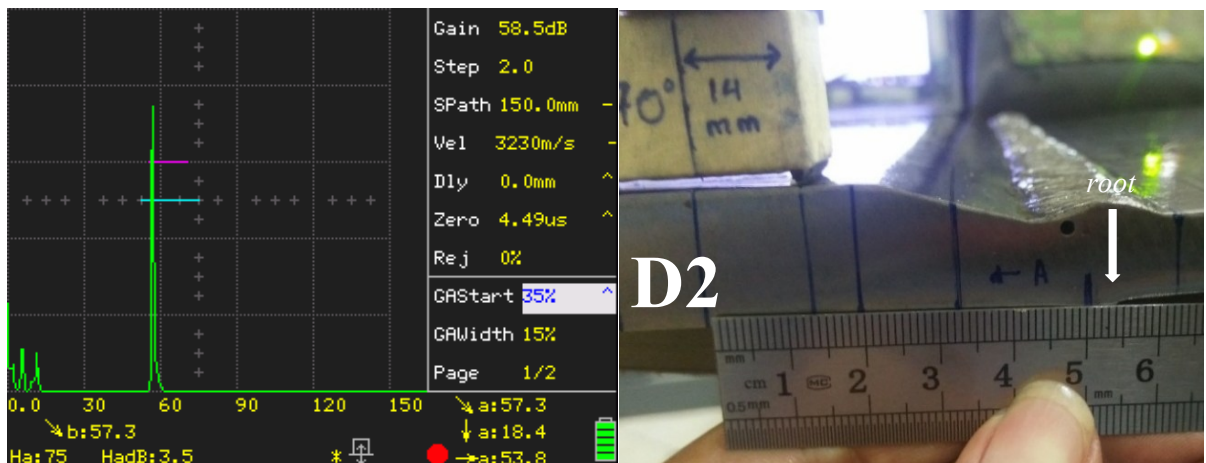 Gain 58.5dB
Step 2.0
SPath 150.0mm -
Vel 3230m/s -
Dly 0.0mm ^
Zero 4.49us ^
Rej 0%
GAStart 35% ^
GAWidth 15%
Page 1/2
0.0 30 60 90 120 150
↘a:57.3
↘b:57.3
↓a:18.4
Ha:75 HadB:3.5 *
→a:53.8
70° 14
mm
root
D2
← A
mm
cm 1 MC 2 3 4 5 6
0.5mm mm